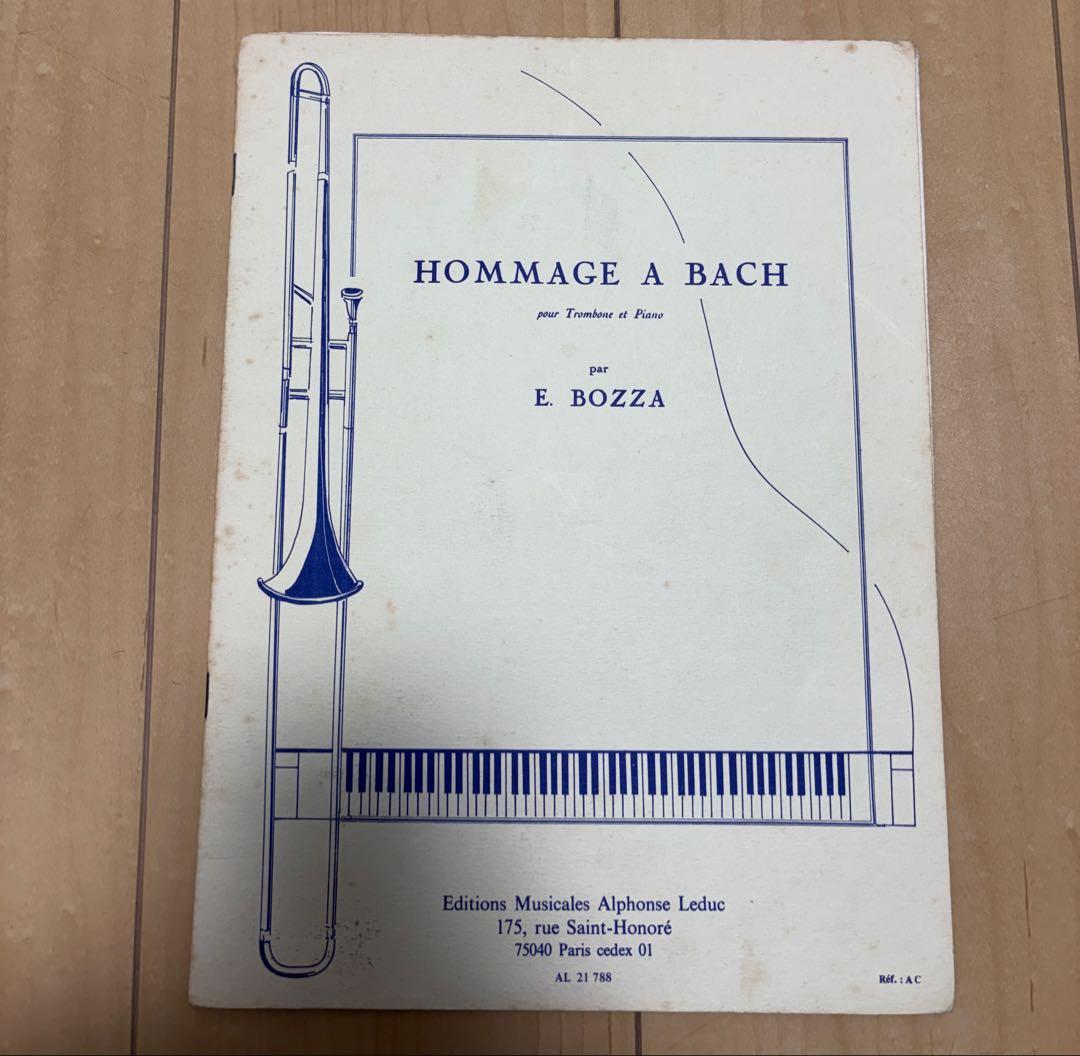 HOMMAGE A BACH
pour Trombone et Piano
par
E. BOZZA
Editions Musicales Alphonse Leduc
175, rue Saint-Honoré
75040 Paris cedex 01
AL 21 788
Réf. : A C